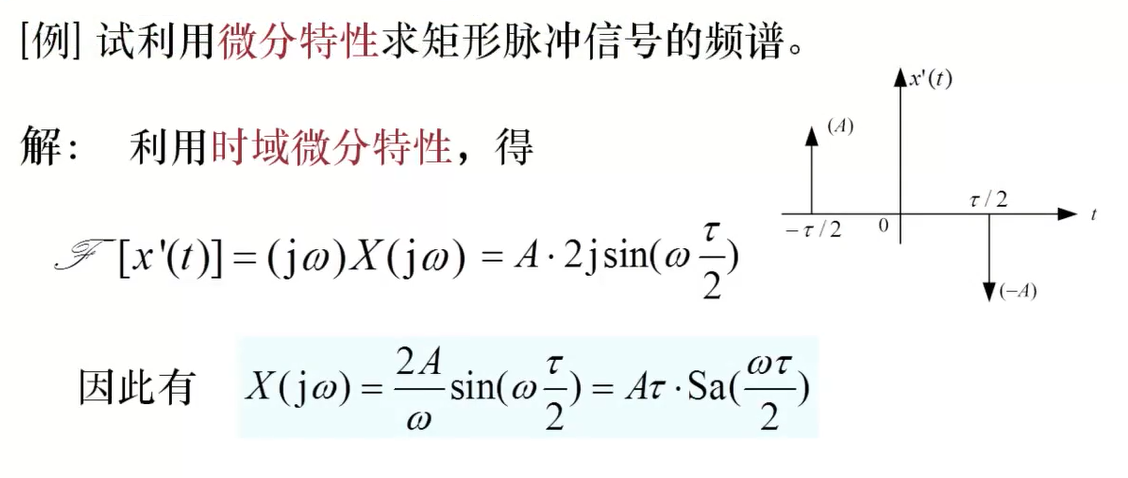 [例] 试利用微分特性求矩形脉冲信号的频谱。
x'(t)
(A)
解： 利用时域微分特性，得
τ/2
-τ/2 0 t
ℱ[x'(t)]=(jω)X(jω)=A·2jsin(ω τ/2)
(−A)
因此有 X(jω)=2A/ω sin(ω τ/2)=Aτ·Sa(ωτ/2)